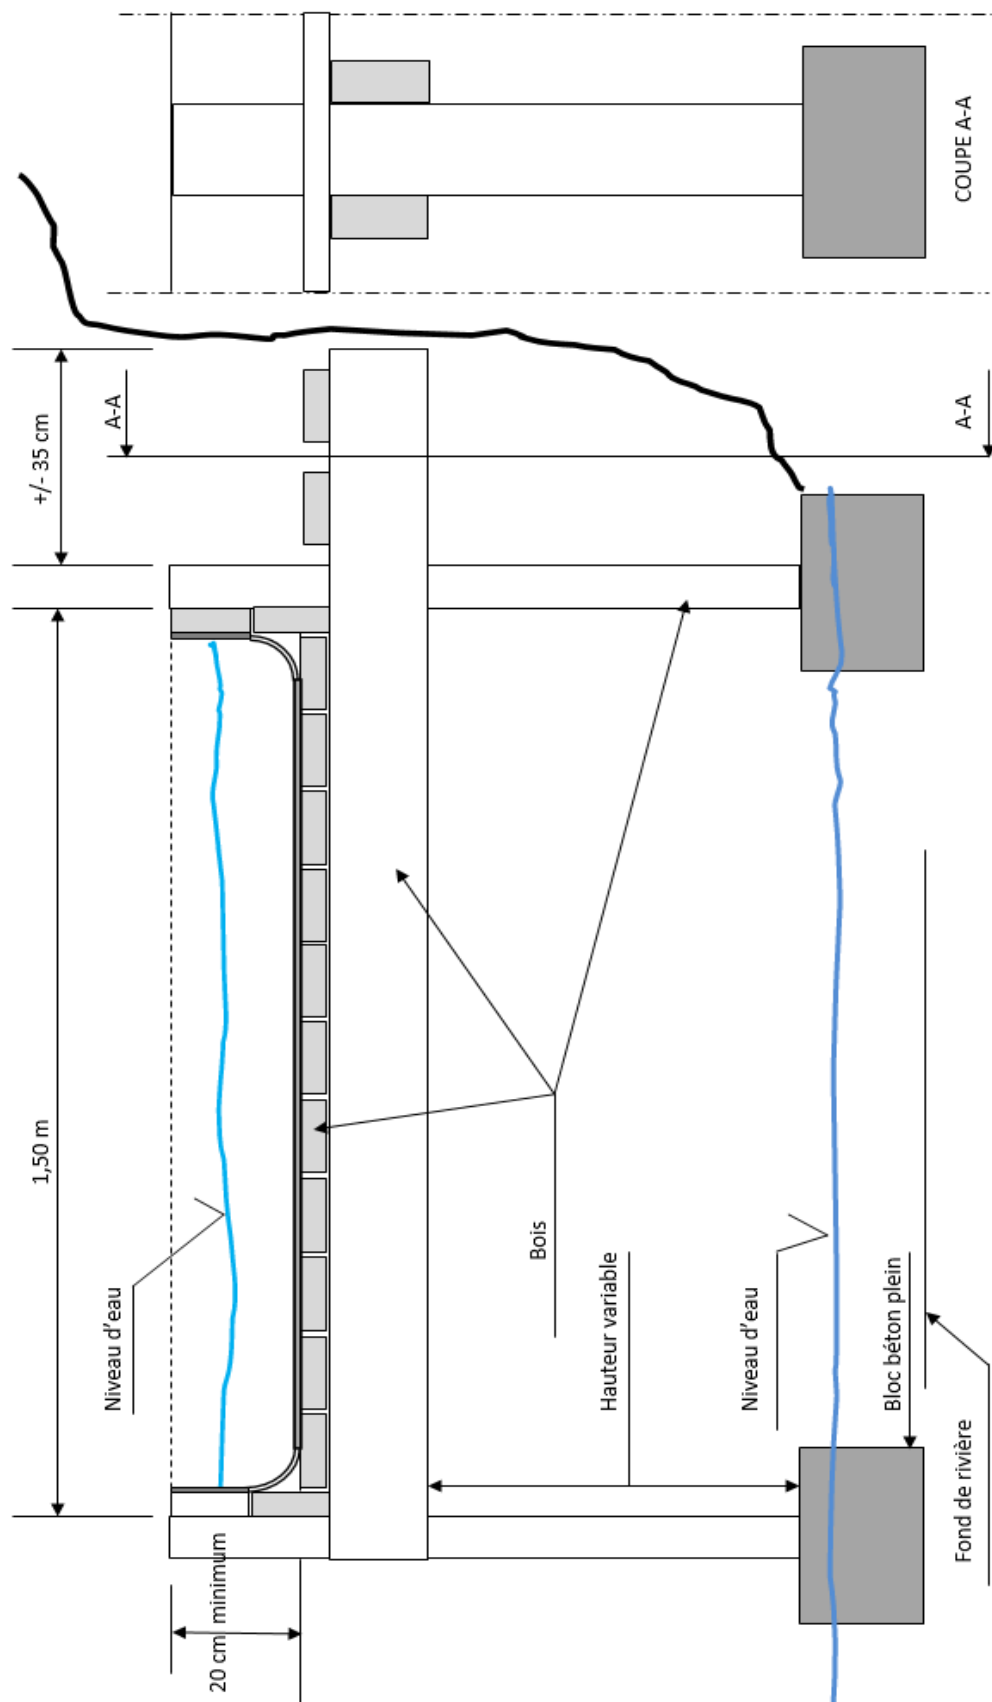 1,50 m
+/- 35 cm
A-A
20 cm minimum
Niveau d'eau
Bois
Hauteur variable
Niveau d'eau
Bloc béton plein
Fond de rivière
A-A
COUPE A-A